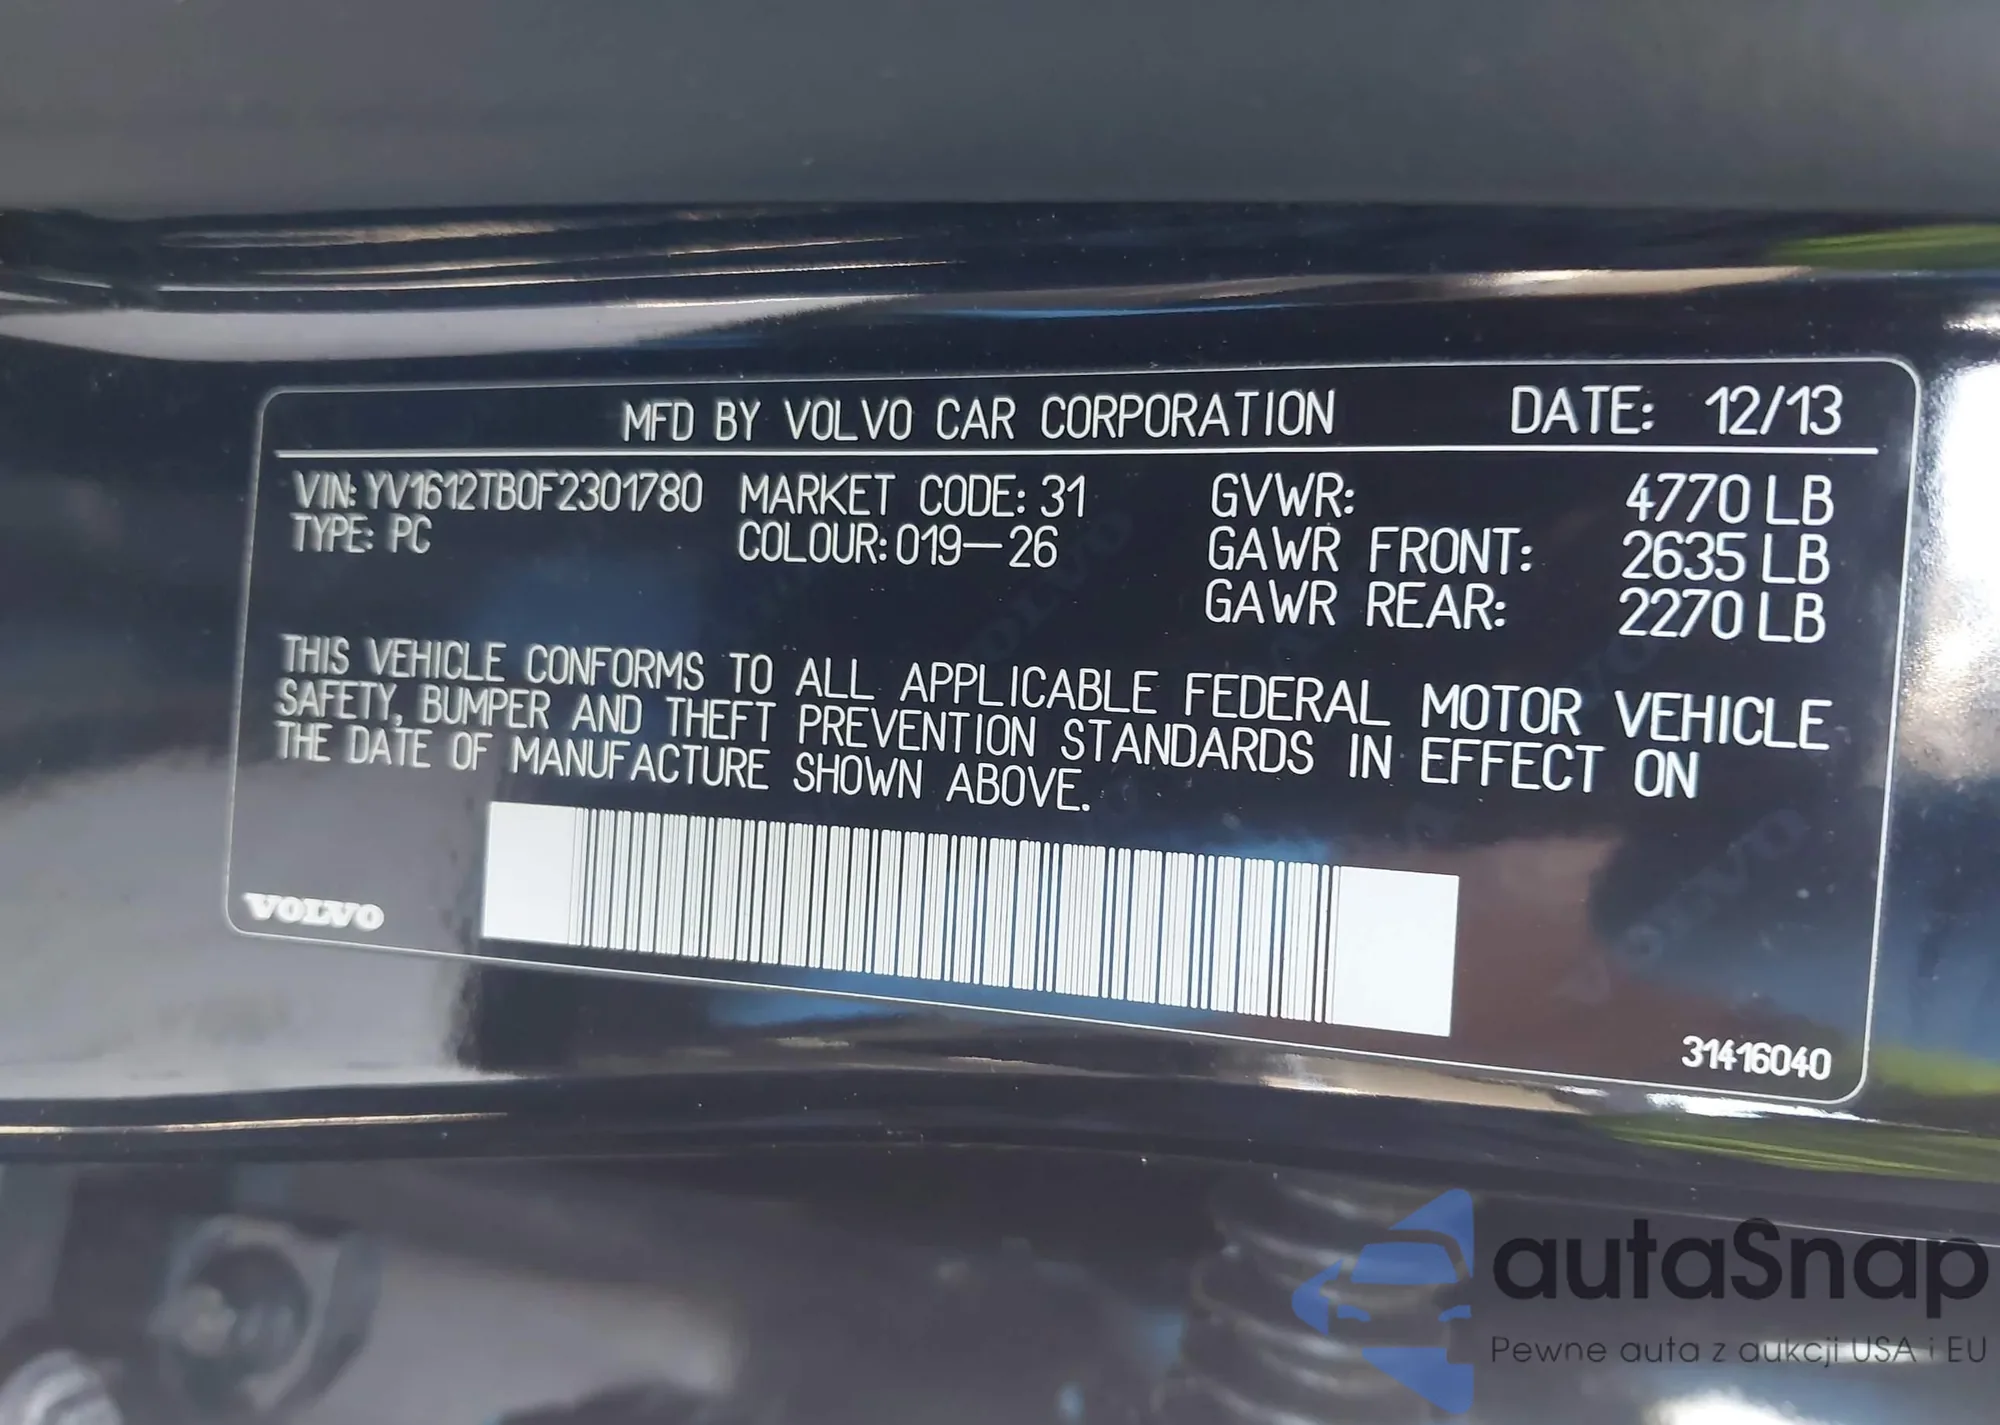 MFD BY VOLVO CAR CORPORATION DATE: 12/13
VIN: YV1612TB0F2301780 MARKET CODE: 31 GVWR: 4770 LB
TYPE: PC COLOUR: 019-26 GAWR FRONT: 2635 LB
GAWR REAR: 2270 LB
THIS VEHICLE CONFORMS TO ALL APPLICABLE FEDERAL MOTOR VEHICLE
SAFETY, BUMPER AND THEFT PREVENTION STANDARDS IN EFFECT ON
THE DATE OF MANUFACTURE SHOWN ABOVE.
VOLVO
31416040
autaSnap
Pewne auta z aukcji USA i EU